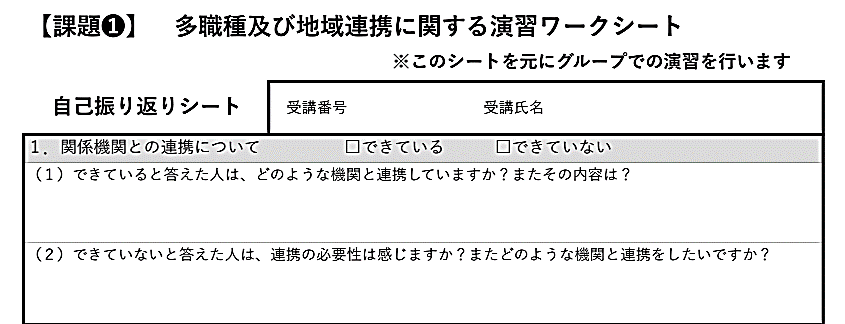 【課題❶】 多職種及び地域連携に関する演習ワークシート
※このシートを元にグループでの演習を行います
自己振り返りシート 受講番号 受講氏名
1．関係機関との連携について □できている □できていない
（1）できていると答えた人は、どのような機関と連携していますか？またその内容は？
（2）できていないと答えた人は、連携の必要性は感じますか？またどのような機関と連携をしたいですか？